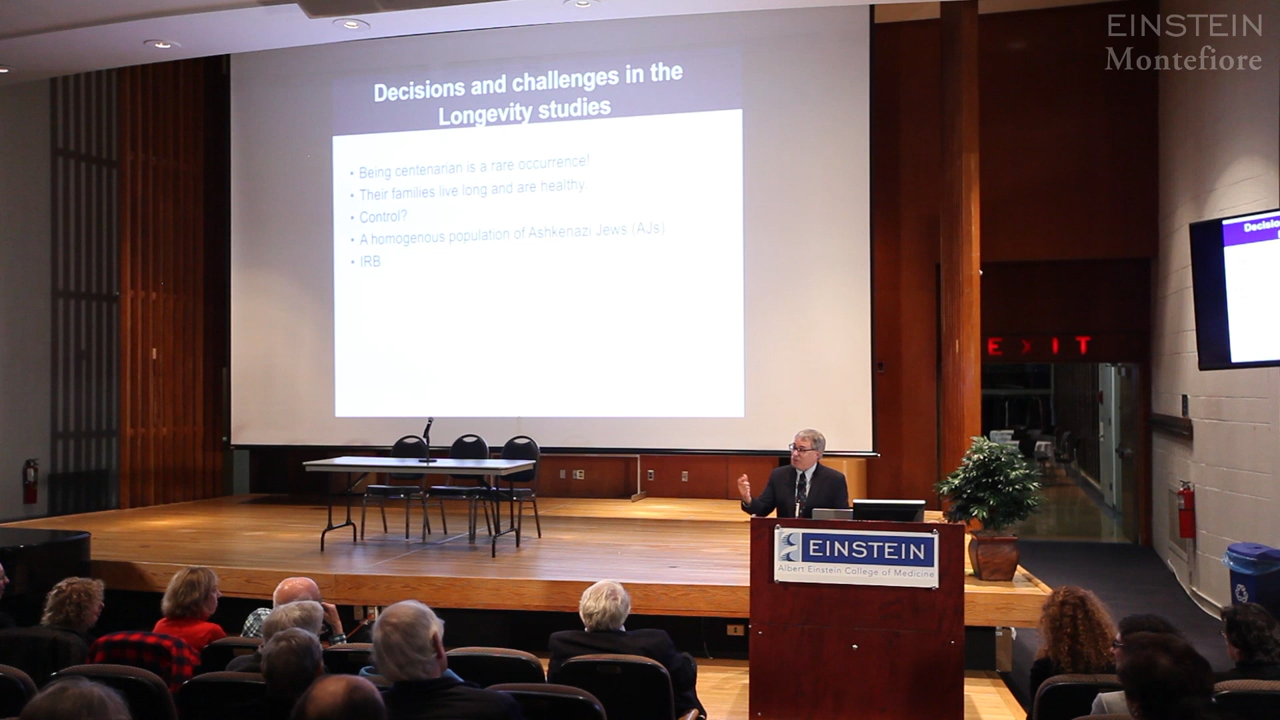 EINSTEIN
Montefiore
Decisions and challenges in the
Longevity studies
• Being centenarian is a rare occurrence!
• Their families live long and are healthy.
• Control?
• A homogenous population of Ashkenazi Jews (AJs)
• IRB
Decisio
EXIT
EINSTEIN
Albert Einstein College of Medicine